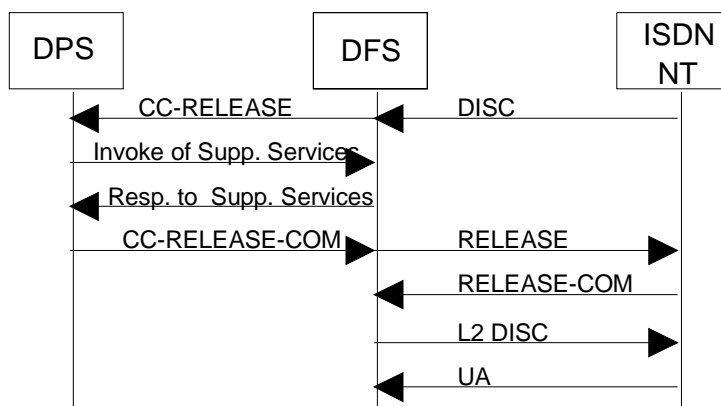 DPS
DFS
ISDN
NT
CC-RELEASE
DISC
Invoke of Supp. Services
Resp. to Supp. Services
CC-RELEASE-COM
RELEASE
RELEASE-COM
L2 DISC
UA